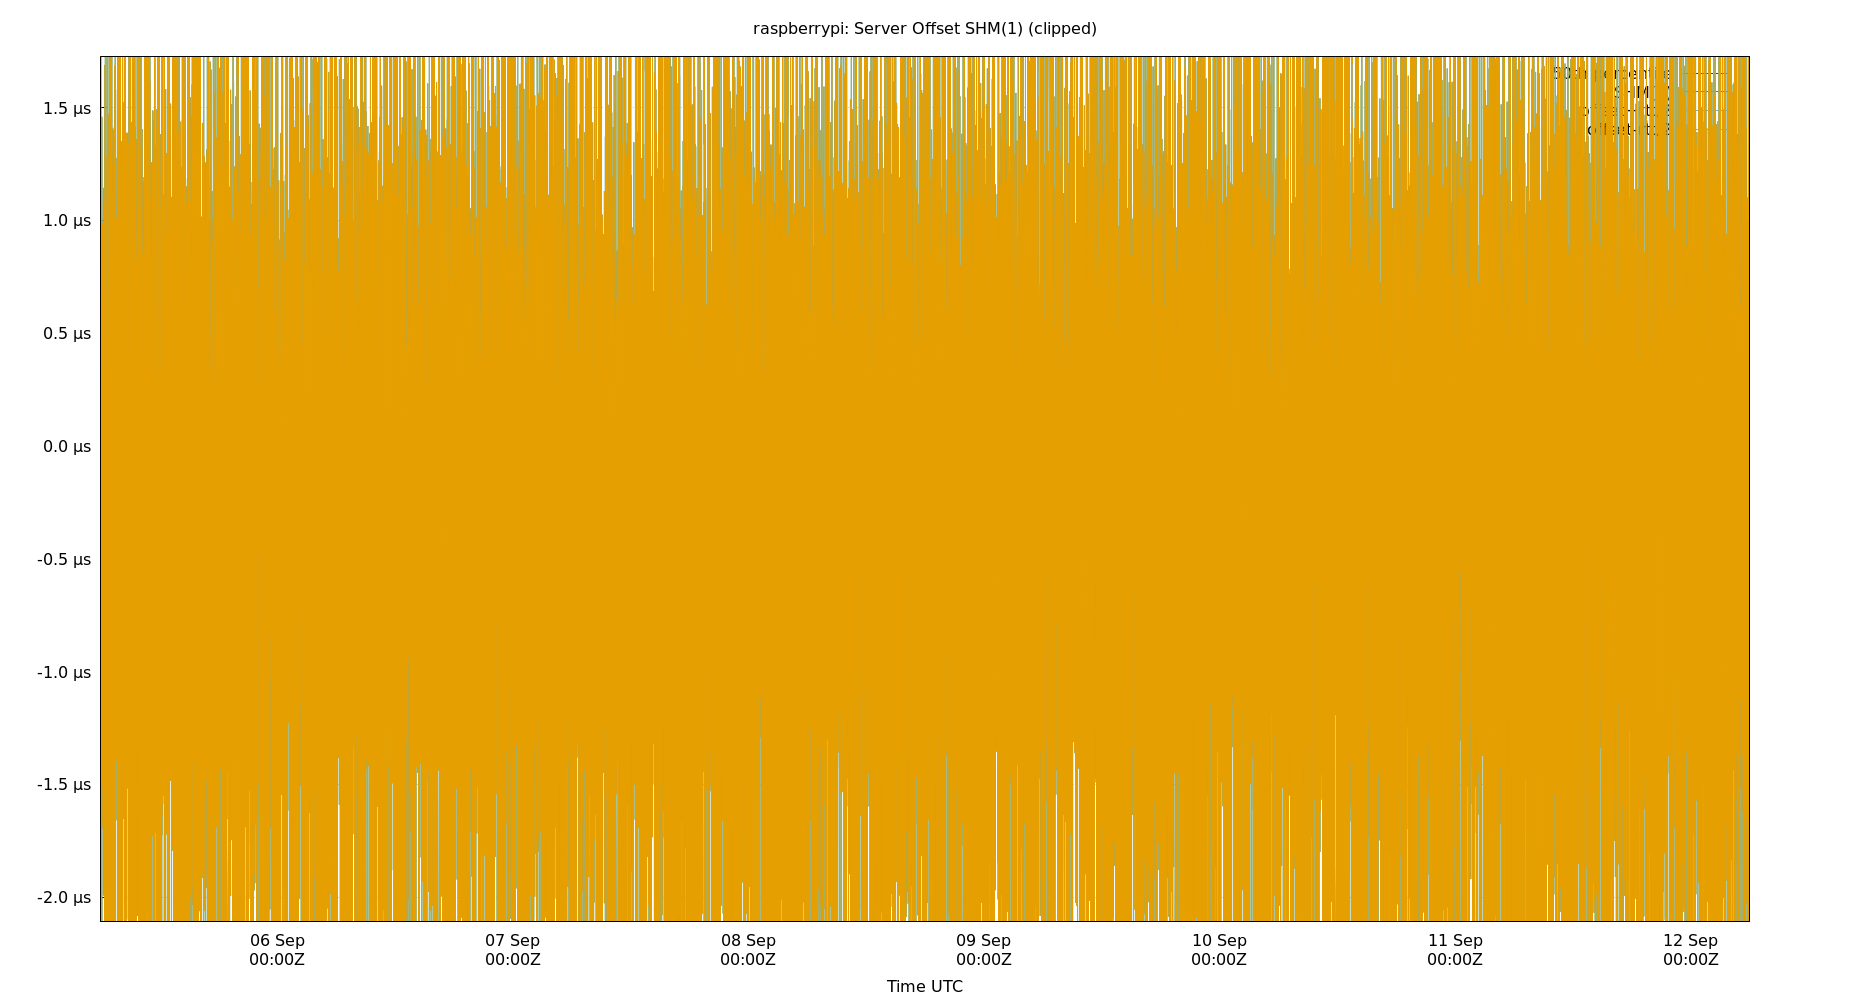 raspberrypi: Server Offset SHM(1) (clipped)
1.5 µs
1.0 µs
0.5 µs
0.0 µs
-0.5 µs
-1.0 µs
-1.5 µs
-2.0 µs
06 Sep
00:00Z
07 Sep
00:00Z
08 Sep
00:00Z
09 Sep
00:00Z
10 Sep
00:00Z
11 Sep
00:00Z
12 Sep
00:00Z
Time UTC